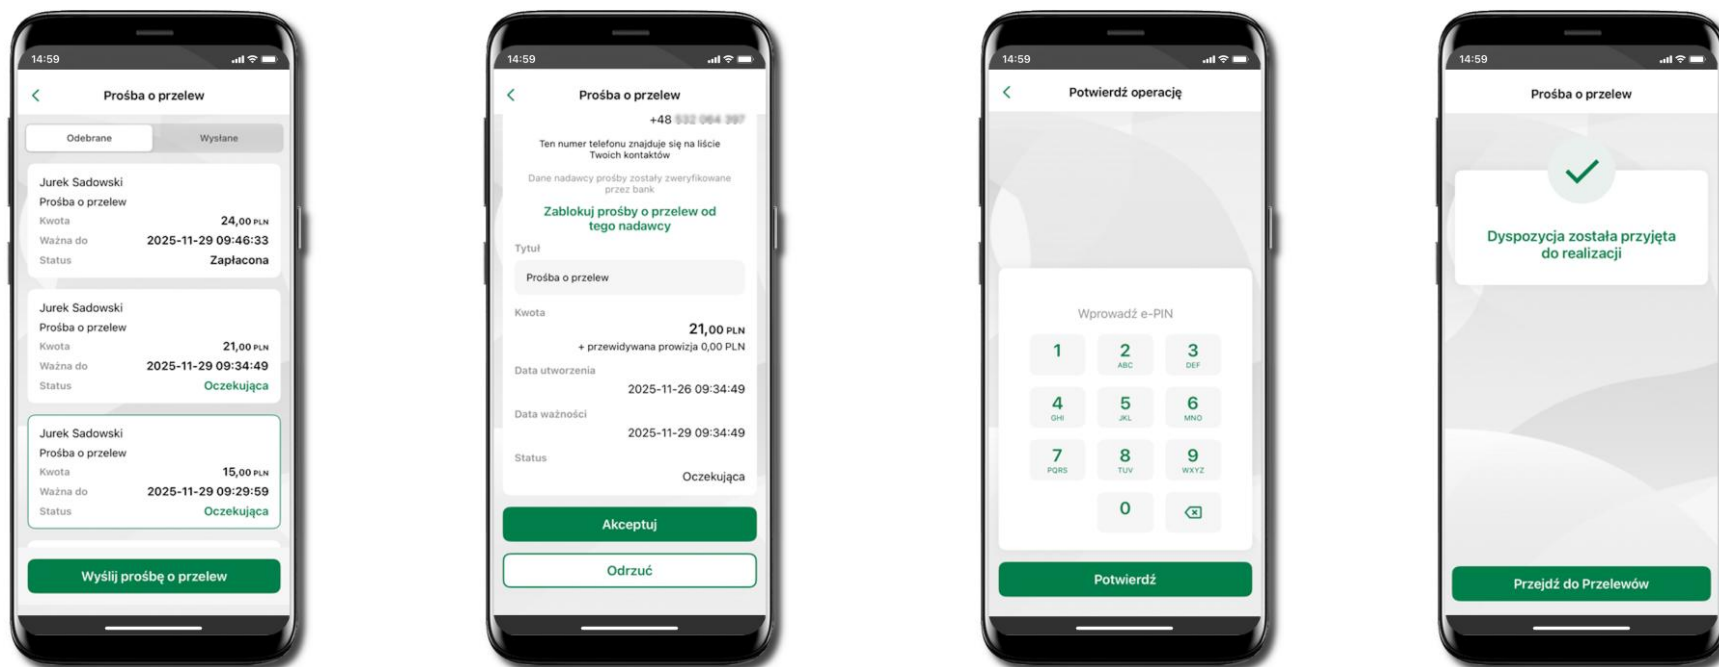 14:59
Prośba o przelew
Odebrane Wysłane
Jurek Sadowski
Prośba o przelew
Kwota 24,00 PLN
Ważna do 2025-11-29 09:46:33
Status Zapłacona
Jurek Sadowski
Prośba o przelew
Kwota 21,00 PLN
Ważna do 2025-11-29 09:34:49
Status Oczekująca
Jurek Sadowski
Prośba o przelew
Kwota 15,00 PLN
Ważna do 2025-11-29 09:29:59
Status Oczekująca
Wyślij prośbę o przelew
14:59
Prośba o przelew
+48
Ten numer telefonu znajduje się na liście
Twoich kontaktów
Dane nadawcy prośby zostały zweryfikowane
przez bank
Zablokuj prośby o przelew od
tego nadawcy
Tytuł
Prośba o przelew
Kwota
21,00 PLN
+ przewidywana prowizja 0,00 PLN
Data utworzenia
2025-11-26 09:34:49
Data ważności
2025-11-29 09:34:49
Status
Oczekująca
Akceptuj
Odrzuć
14:59
Potwierdź operację
Wprowadź e-PIN
1 2 3
ABC DEF
4 5 6
GHI JKL MNO
7 8 9
PQRS TUV WXYZ
0
Potwierdź
14:59
Prośba o przelew
Dyspozycja została przyjęta
do realizacji
Przejdź do Przelewów